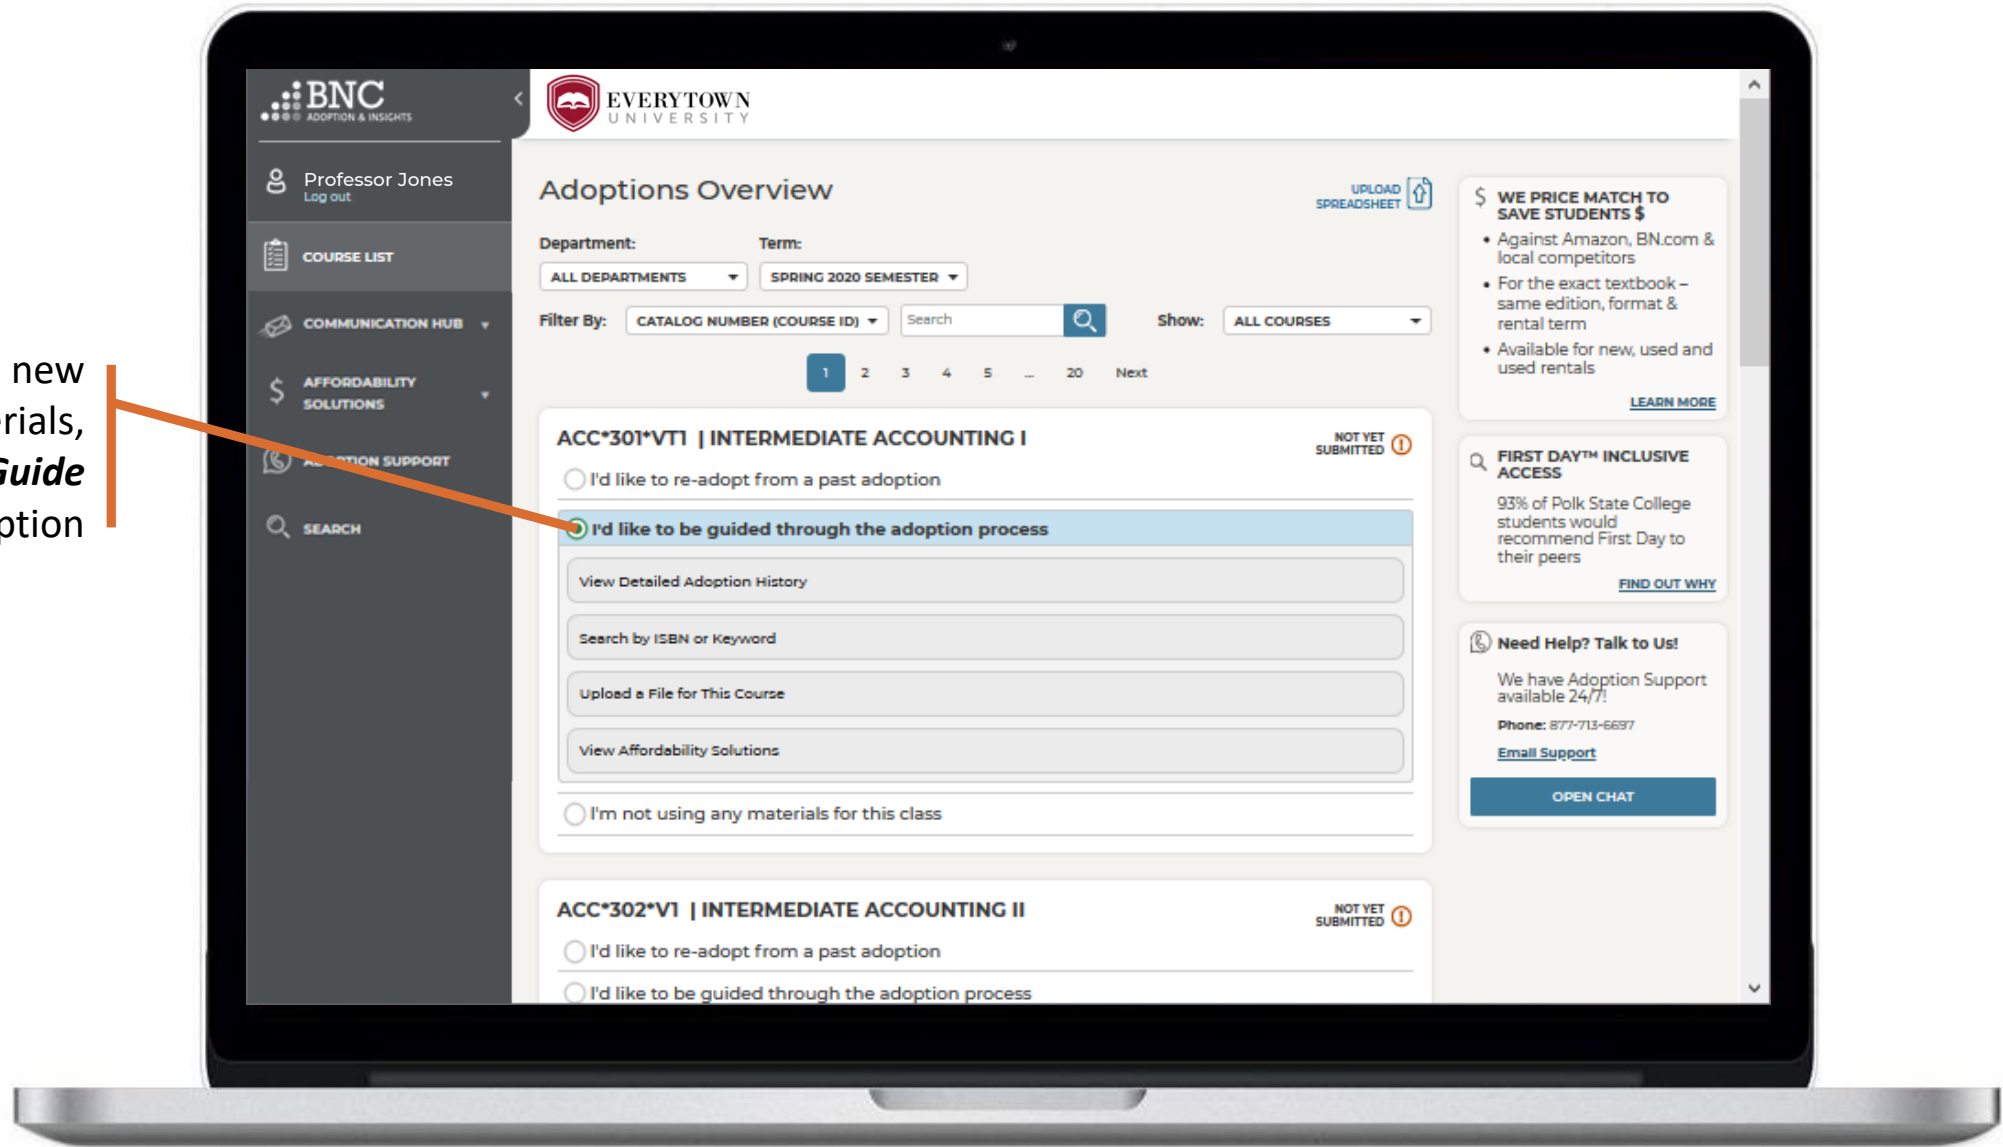 new
erials,
Guide
ption
BNC
ADOPTION & INSIGHTS
Professor Jones
Log out
COURSE LIST
COMMUNICATION HUB
$ AFFORDABILITY
SOLUTIONS
ADOPTION SUPPORT
SEARCH
EVERYTOWN
UNIVERSITY
Adoptions Overview
UPLOAD
SPREADSHEET
Department:
Term:
ALL DEPARTMENTS
SPRING 2020 SEMESTER
Filter By:
CATALOG NUMBER (COURSE ID)
Search
Show:
ALL COURSES
1 2 3 4 5 ... 20 Next
ACC*301*VT1 | INTERMEDIATE ACCOUNTING I
NOT YET
SUBMITTED
I'd like to re-adopt from a past adoption
I'd like to be guided through the adoption process
View Detailed Adoption History
Search by ISBN or Keyword
Upload a File for This Course
View Affordability Solutions
I'm not using any materials for this class
ACC*302*V1 | INTERMEDIATE ACCOUNTING II
NOT YET
SUBMITTED
I'd like to re-adopt from a past adoption
I'd like to be guided through the adoption process
$ WE PRICE MATCH TO
SAVE STUDENTS $
• Against Amazon, BN.com &
local competitors
• For the exact textbook –
same edition, format &
rental term
• Available for new, used and
used rentals
LEARN MORE
FIRST DAY™ INCLUSIVE
ACCESS
93% of Polk State College
students would
recommend First Day to
their peers
FIND OUT WHY
Need Help? Talk to Us!
We have Adoption Support
available 24/7!
Phone: 877-713-6697
Email Support
OPEN CHAT